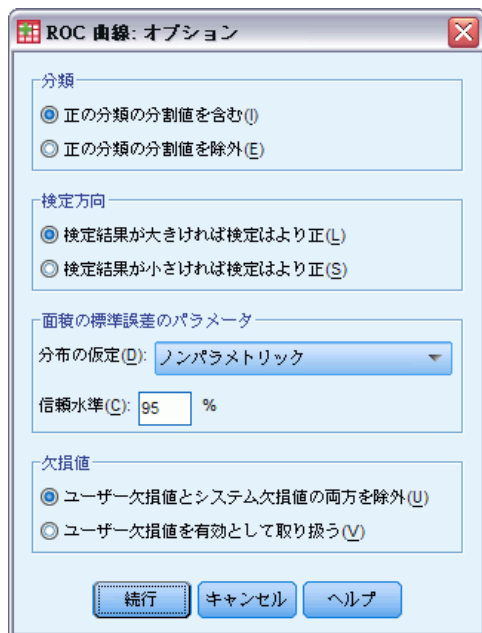 ROC 曲線: オプション
分類
正の分類の分割値を含む(I)
正の分類の分割値を除外(E)
検定方向
検定結果が大きければ検定はより正(L)
検定結果が小さければ検定はより正(S)
面積の標準誤差のパラメータ
分布の仮定(D): ノンパラメトリック
信頼水準(C): 95 %
欠損値
ユーザー欠損値とシステム欠損値の両方を除外(U)
ユーザー欠損値を有効として取り扱う(V)
続行 キャンセル ヘルプ